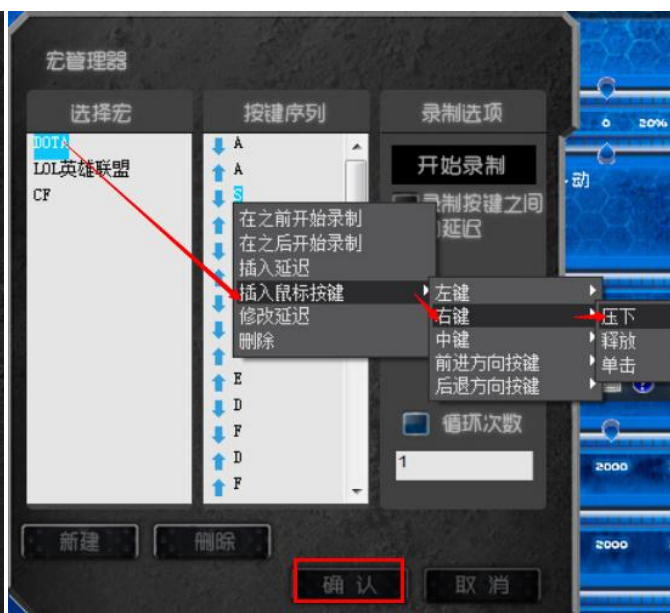 宏管理器
选择宏
按键序列
录制选项
DOTA
LOL英雄联盟
CF
A
A
S
E
D
F
D
F
开始录制
录制按键之间
延迟
在之前开始录制
在之后开始录制
插入延迟
插入鼠标按键
修改延迟
删除
左键
右键
中键
前进方向按键
后退方向按键
压下
释放
单击
循环次数
1
新建
删除
确认
取消
0 20%
动
2000
2000